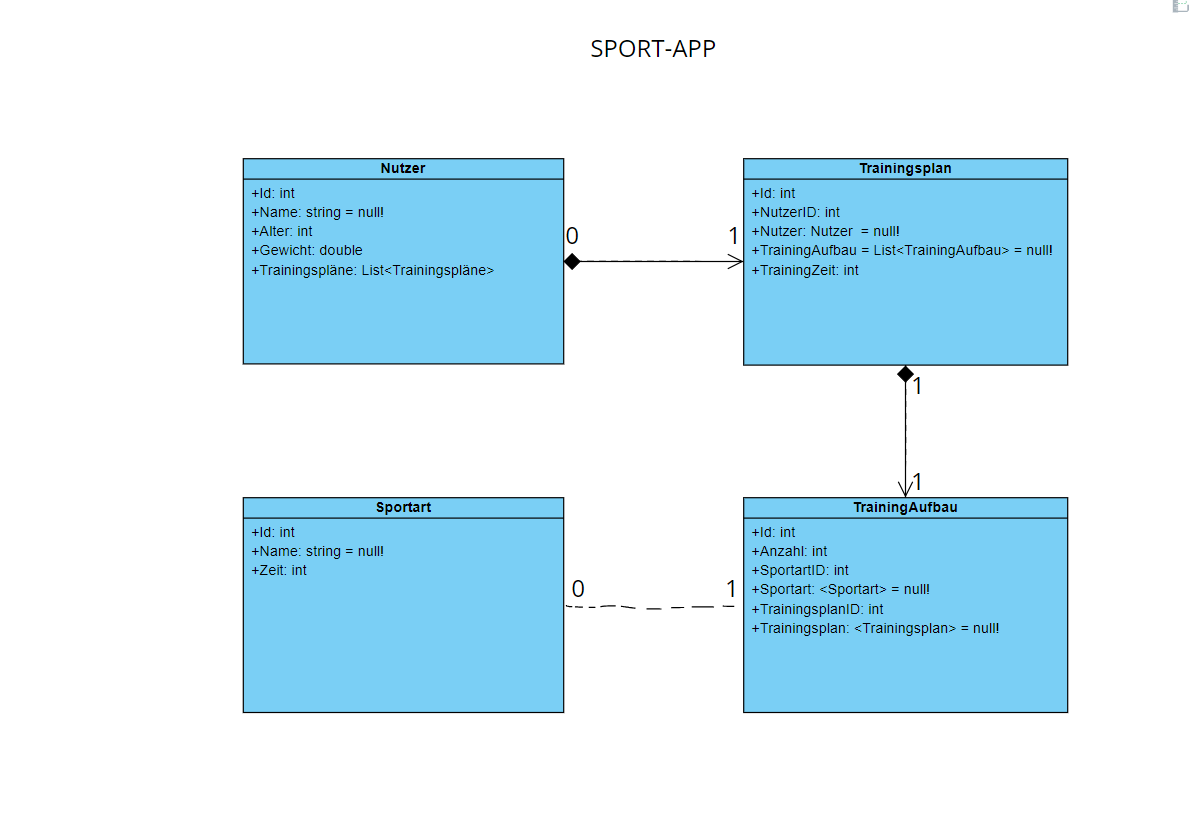 SPORT-APP
Nutzer
+Id: int
+Name: string = null!
+Alter: int
+Gewicht: double
+Trainingspläne: List<Trainingspläne>
0
1
Trainingsplan
+Id: int
+NutzerID: int
+Nutzer: Nutzer  = null!
+TrainingAufbau = List<TrainingAufbau> = null!
+TrainingZeit: int
1
1
Sportart
+Id: int
+Name: string = null!
+Zeit: int
0
1
TrainingAufbau
+Id: int
+Anzahl: int
+SportartID: int
+Sportart: <Sportart> = null!
+TrainingsplanID: int
+Trainingsplan: <Trainingsplan> = null!